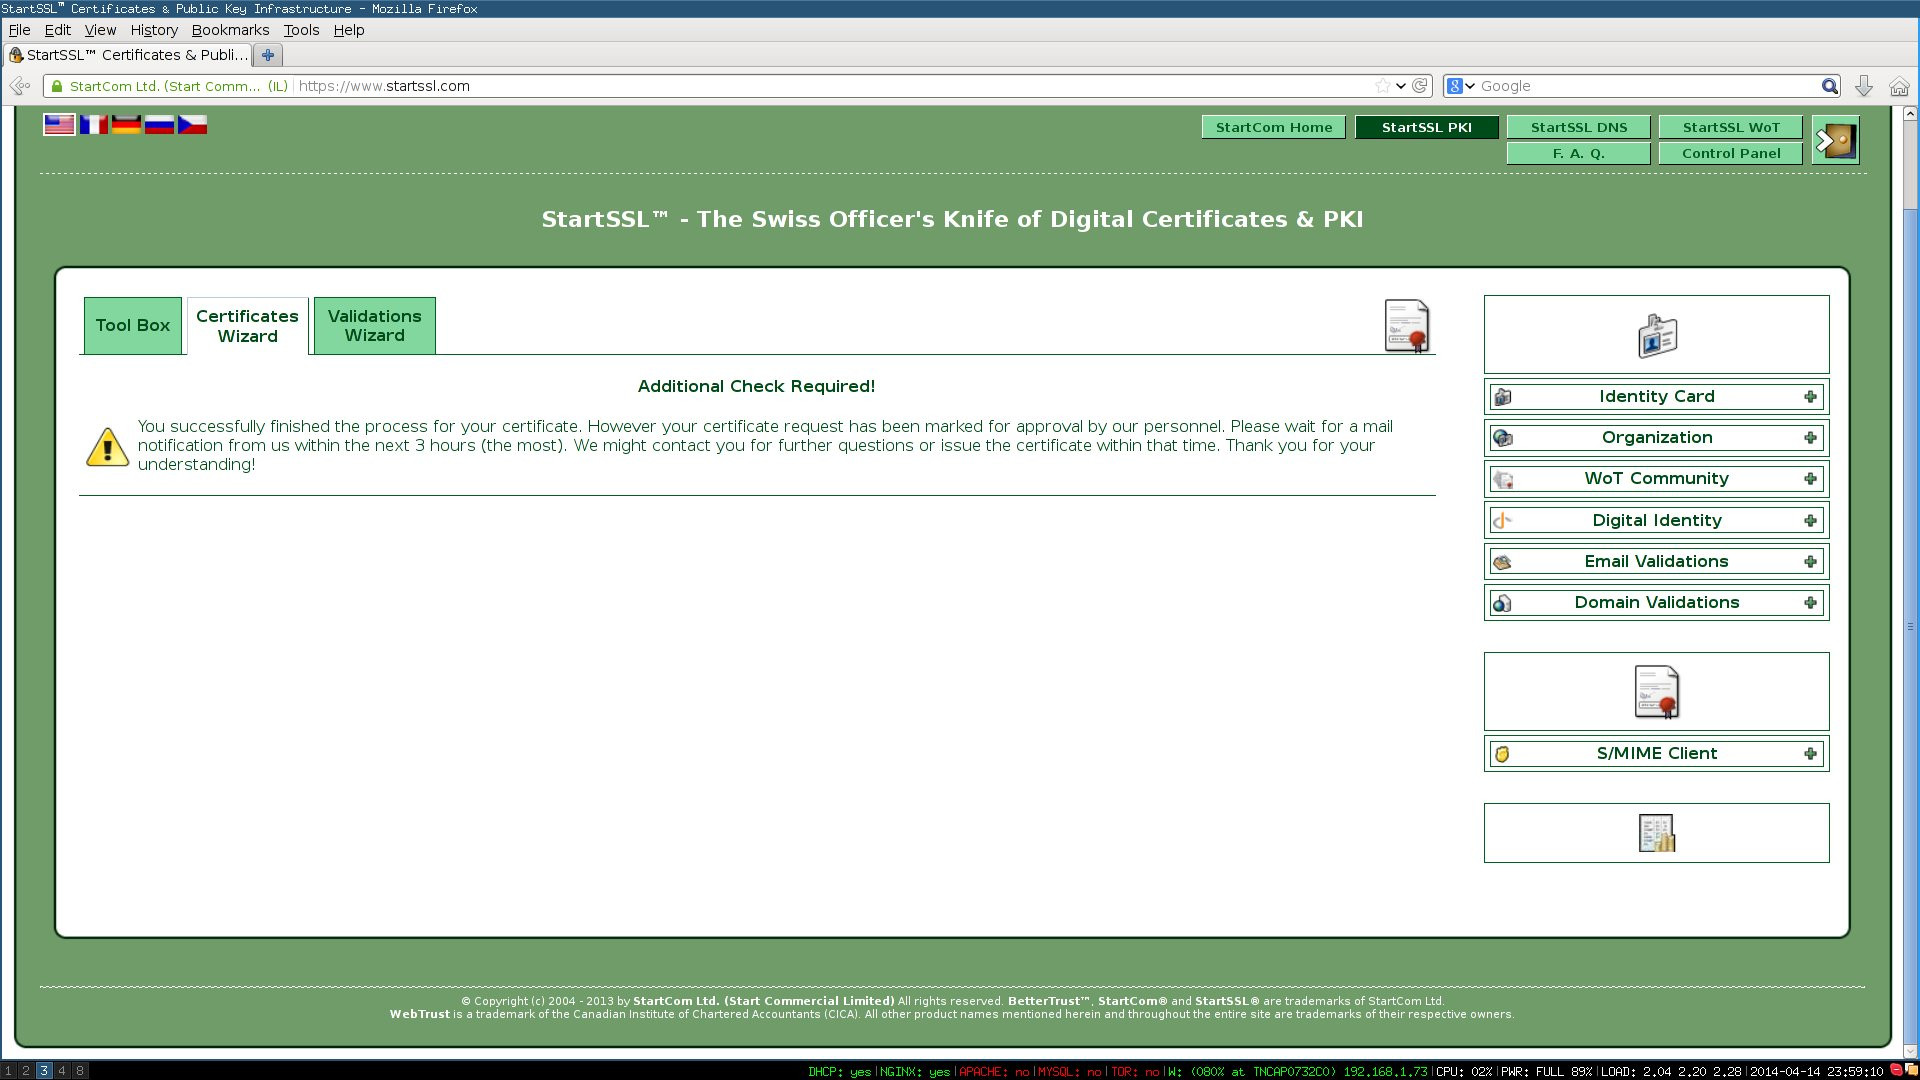 StartSSL™ Certificates & Public Key Infrastructure - Mozilla Firefox
File Edit View History Bookmarks Tools Help
StartSSL™ Certificates & Publi...
StartCom Ltd. (Start Comm... (IL) https://www.startssl.com
Google
StartCom Home StartSSL PKI StartSSL DNS StartSSL WoT
F. A. Q. Control Panel
StartSSL™ - The Swiss Officer's Knife of Digital Certificates & PKI
Tool Box
Certificates
Wizard
Validations
Wizard
Additional Check Required!
You successfully finished the process for your certificate. However your certificate request has been marked for approval by our personnel. Please wait for a mail
notification from us within the next 3 hours (the most). We might contact you for further questions or issue the certificate within that time. Thank you for your
understanding!
Identity Card
Organization
WoT Community
Digital Identity
Email Validations
Domain Validations
S/MIME Client
© Copyright (c) 2004 - 2013 by StartCom Ltd. (Start Commercial Limited) All rights reserved. BetterTrust™, StartCom® and StartSSL® are trademarks of StartCom Ltd.
WebTrust is a trademark of the Canadian Institute of Chartered Accountants (CICA). All other product names mentioned herein and throughout the entire site are trademarks of their respective owners.
1 2 3 4 8 DHCP: yes|NGINX: yes|APACHE: no|MYSQL: no|TOR: no|W: (080% at TNCAP0732C0) 192.168.1.73|CPU: 02%|PWR: FULL 89%|LOAD: 2.04 2.20 2.28|2014-04-14 23:59:10